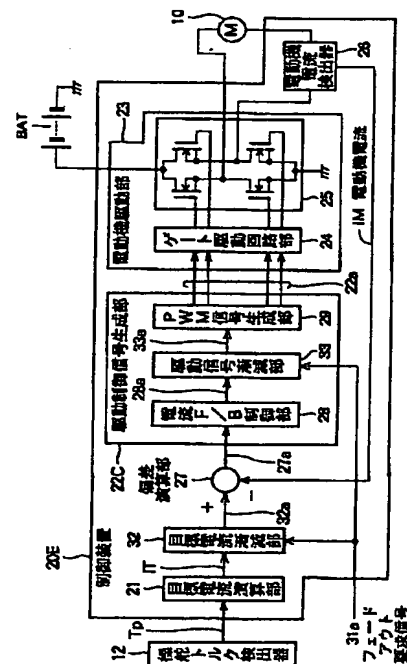 BAT
10
M
20E
制御装置
23
電動機駆動部
26
電動機
電流
検出器
25
ゲート駆動回路部
24
22C
駆動制御信号生成部
22a
PWM信号生成部
29
33a
駆動信号漸減部
33
28a
電流F/B制御部
28
27a
偏差
演算部
27
+
−
32a
目標電流漸減部
32
IT
目標電流演算部
21
Tp
操舵トルク検出器
12
IM 電動機電流
31a
フェード
アウト
要求信号